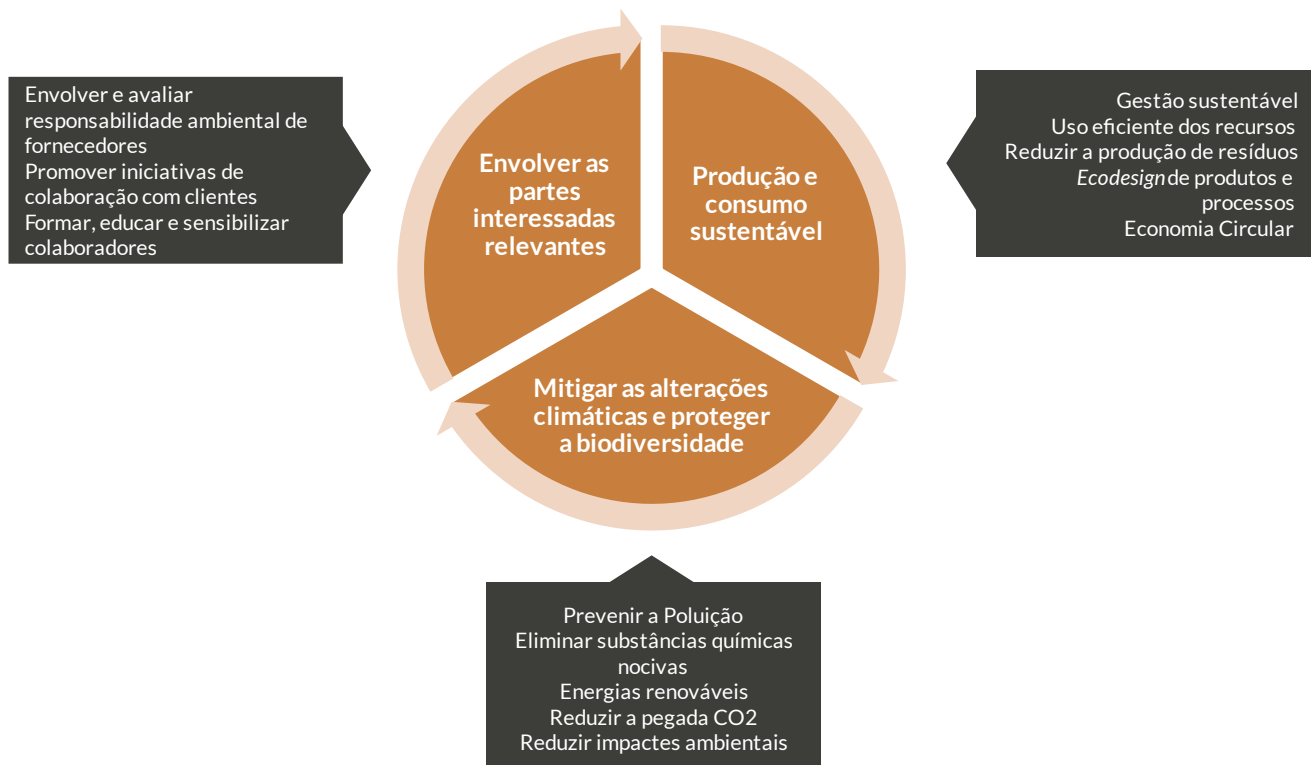 Envolver e avaliar
responsabilidade ambiental de
fornecedores
Promover iniciativas de
colaboração com clientes
Formar, educar e sensibilizar
colaboradores
Envolver as
partes
interessadas
relevantes
Produção e
consumo
sustentável
Gestão sustentável
Uso eficiente dos recursos
Reduzir a produção de resíduos
Ecodesign de produtos e
processos
Economia Circular
Mitigar as alterações
climáticas e proteger
a biodiversidade
Prevenir a Poluição
Eliminar substâncias químicas
nocivas
Energias renováveis
Reduzir a pegada CO2
Reduzir impactes ambientais